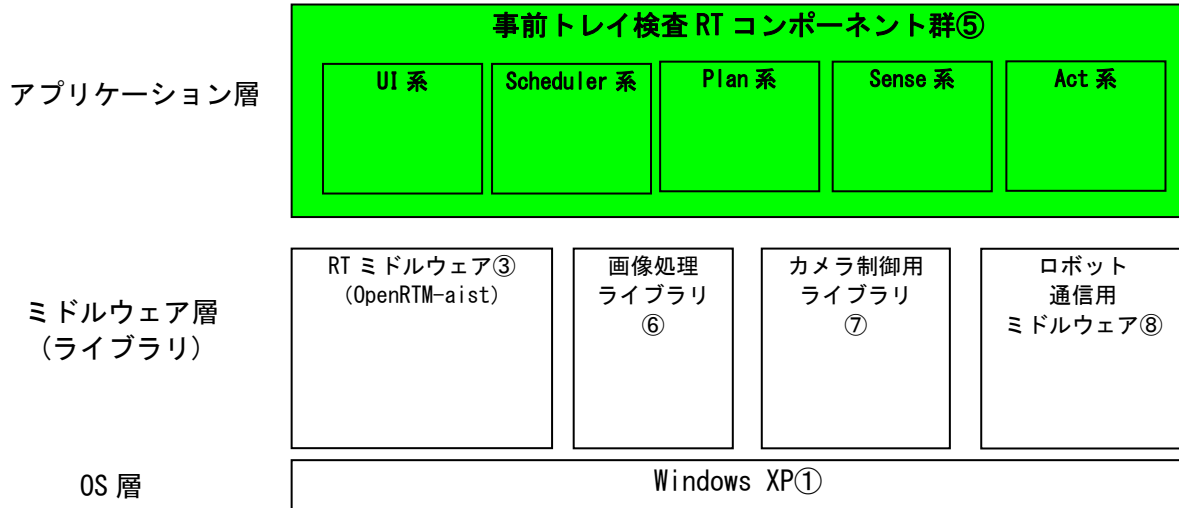 事前トレイ検査 RT コンポーネント群⑤
アプリケーション層
UI 系
Scheduler 系
Plan 系
Sense 系
Act 系
ミドルウェア層
(ライブラリ)
RT ミドルウェア③
(OpenRTM-aist)
画像処理
ライブラリ
⑥
カメラ制御用
ライブラリ
⑦
ロボット
通信用
ミドルウェア⑧
OS 層
Windows XP①